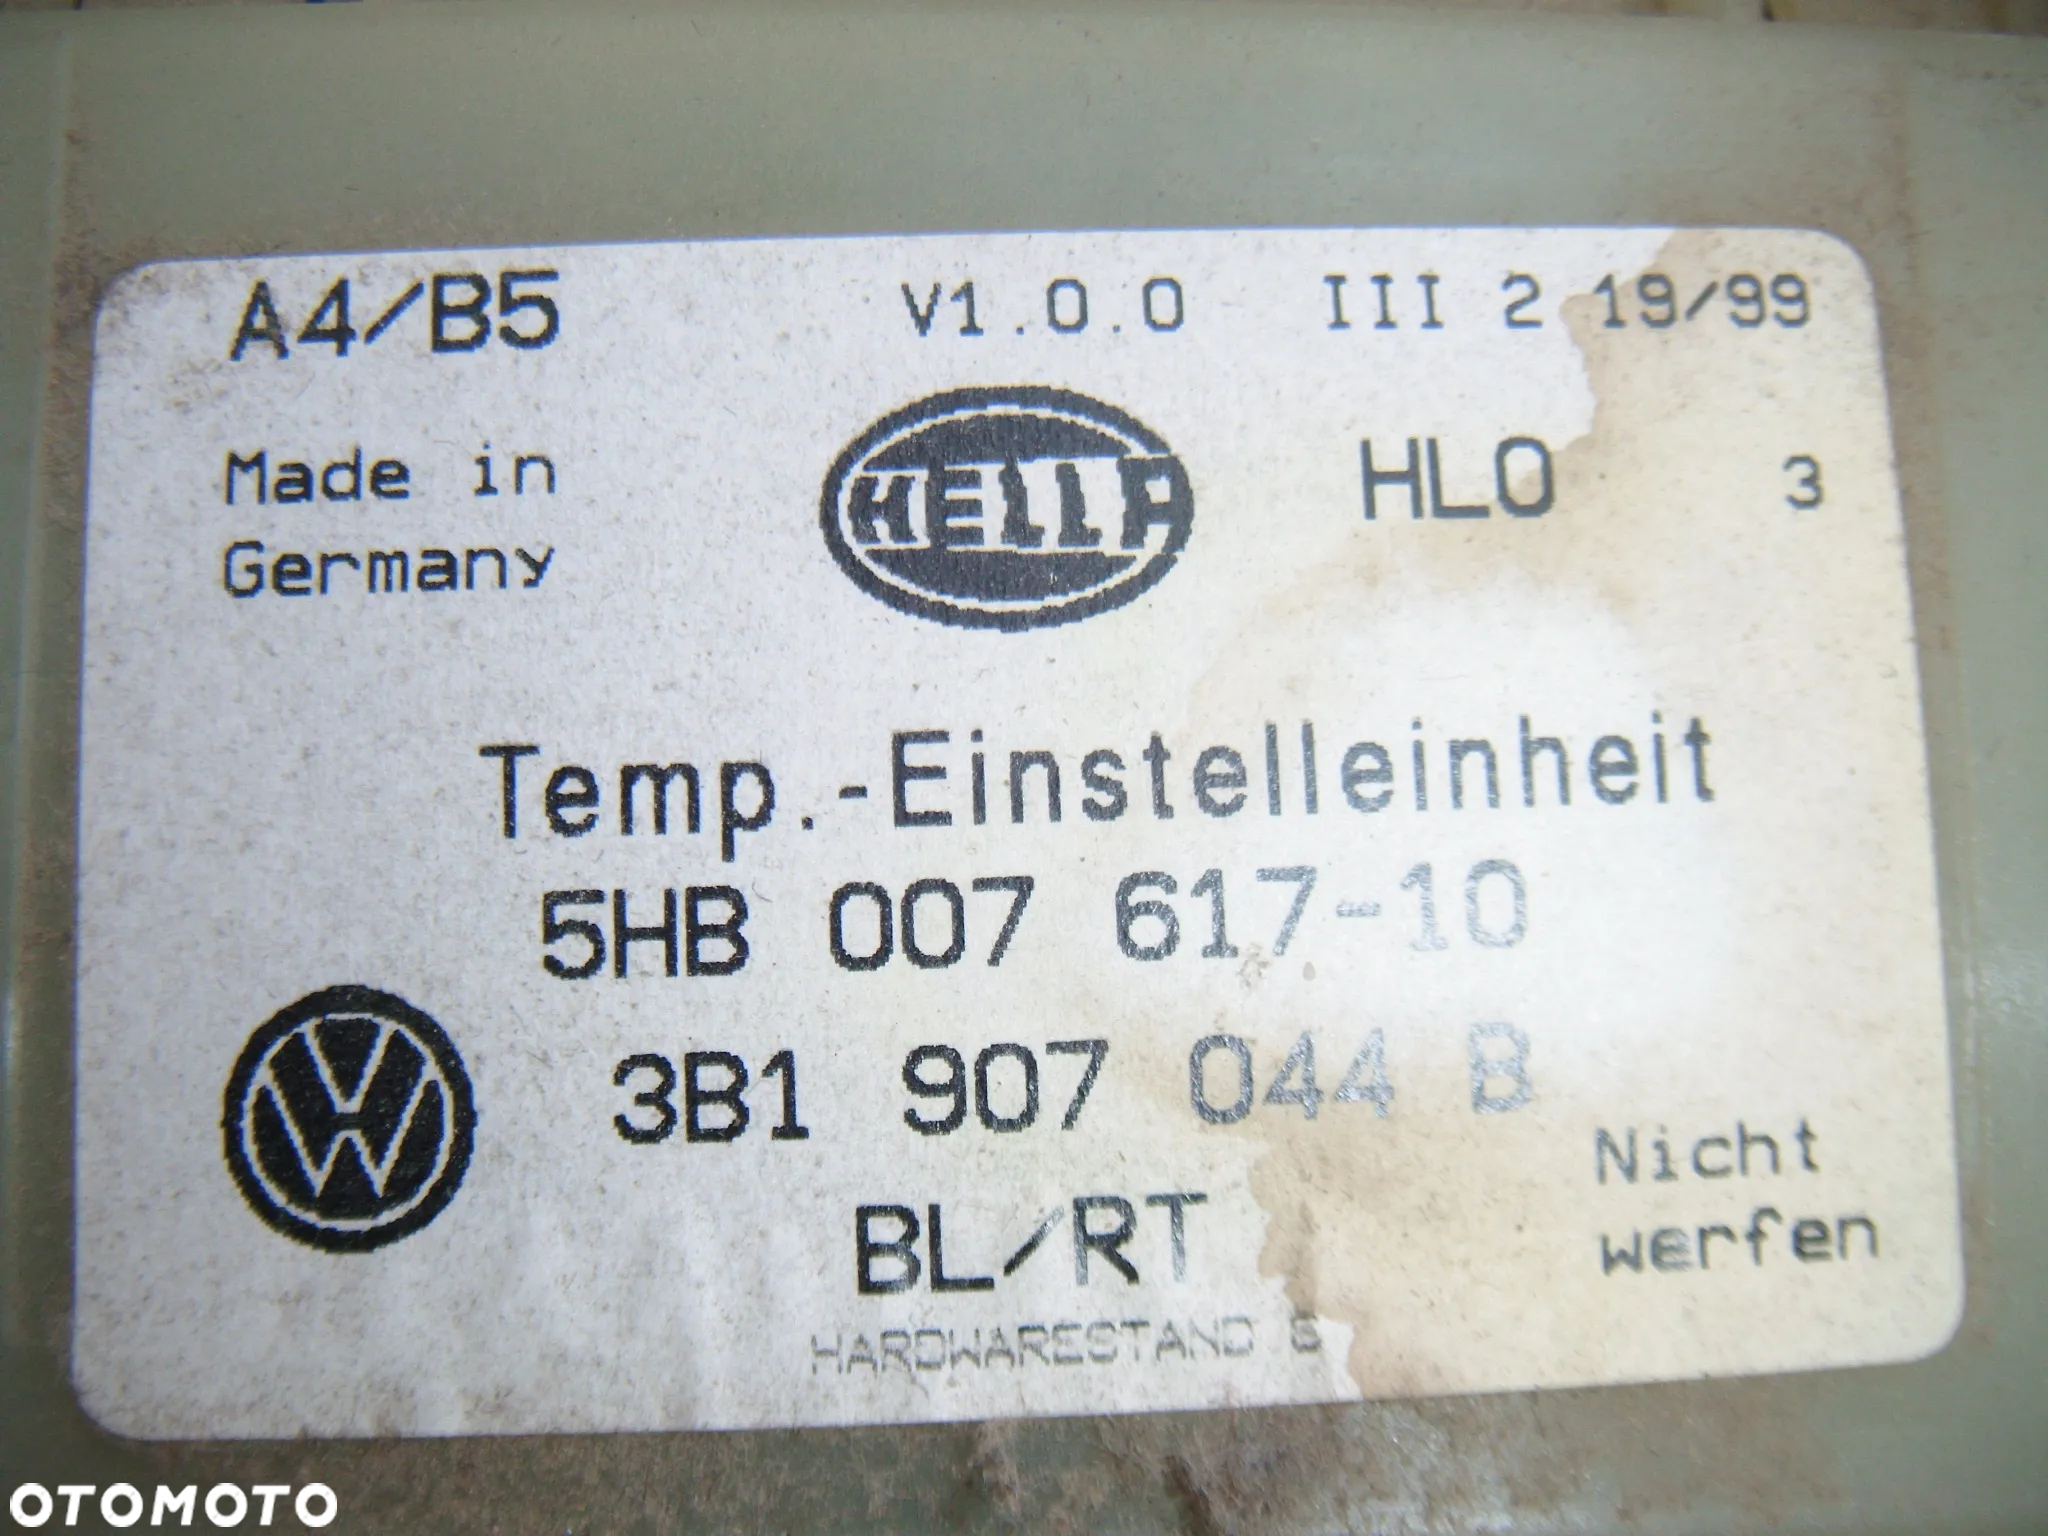 A4/B5 V1.0.0 III 2 19/99
Made in
Germany
HELLA
HLO 3
Temp.-Einstelleinheit
5HB 007 617-10
3B1 907 044 B
BL/RT
Nicht
werfen
HARDWARESTAND 6
OTOMOTO